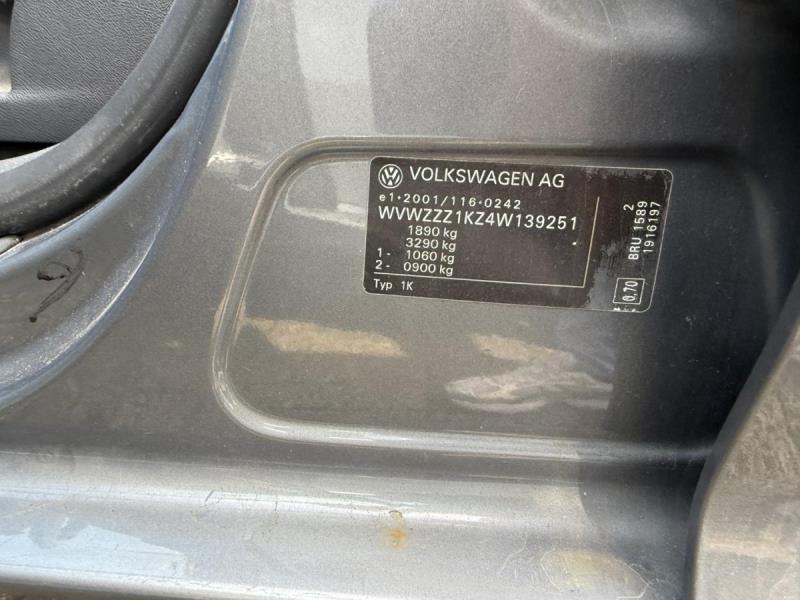 VOLKSWAGEN AG
e1*2001/116*0242
WVWZZZ1KZ4W139251
1890 kg
3290 kg
1- 1060 kg
2- 0900 kg
Typ 1K
2
BRU 1589
1916197
0,70